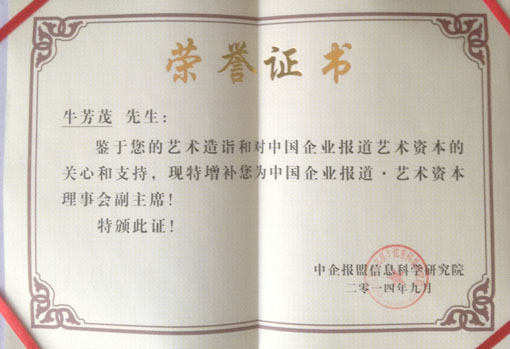 荣誉证书
牛芳茂 先生:
鉴于您的艺术造诣和对中国企业报道艺术资本的
关心和支持，现特增补您为中国企业报道·艺术资本
理事会副主席!
特颁此证!
中企报盟信息科学研究院
二零一四年九月